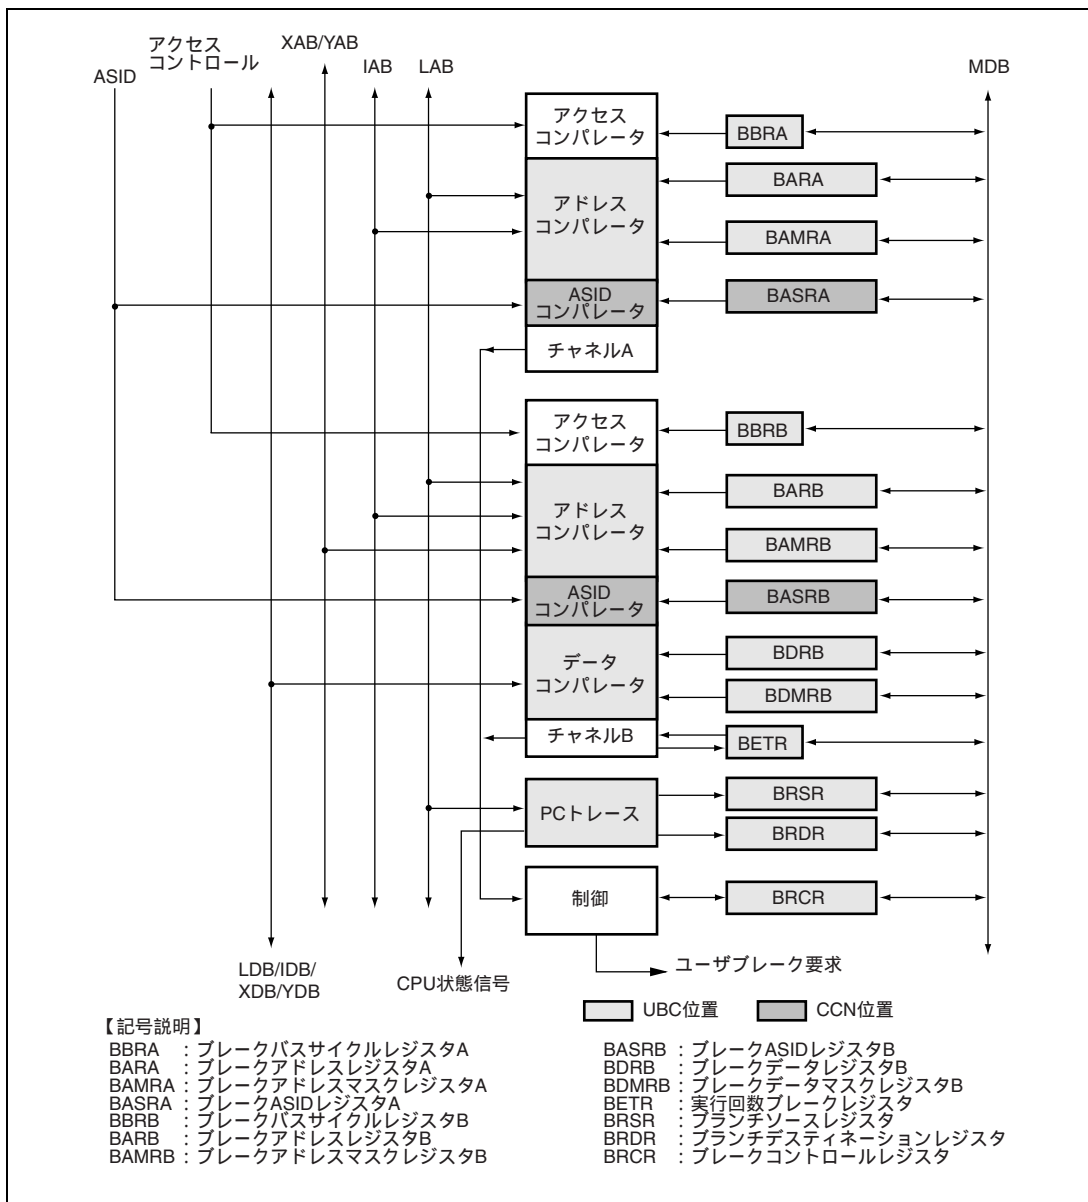 アクセス
コントロール
XAB/YAB
ASID
IAB
LAB
MDB
アクセス
コンパレータ
BBRA
BARA
アドレス
コンパレータ
BAMRA
ASID
コンパレータ
BASRA
チャネルA
アクセス
コンパレータ
BBRB
BARB
アドレス
コンパレータ
BAMRB
ASID
コンパレータ
BASRB
データ
コンパレータ
BDRB
BDMRB
チャネルB
BETR
PCトレース
BRSR
BRDR
制御
BRCR
LDB/IDB/
XDB/YDB
CPU状態信号
ユーザブレーク要求
UBC位置
CCN位置
【記号説明】
BBRA : ブレークバスサイクルレジスタA
BARA : ブレークアドレスレジスタA
BAMRA : ブレークアドレスマスクレジスタA
BASRA : ブレークASIDレジスタA
BBRB : ブレークバスサイクルレジスタB
BARB : ブレークアドレスレジスタB
BAMRB : ブレークアドレスマスクレジスタB
BASRB : ブレークASIDレジスタB
BDRB : ブレークデータレジスタB
BDMRB : ブレークデータマスクレジスタB
BETR : 実行回数ブレークレジスタ
BRSR : ブランチソースレジスタ
BRDR : ブランチデスティネーションレジスタ
BRCR : ブレークコントロールレジスタ